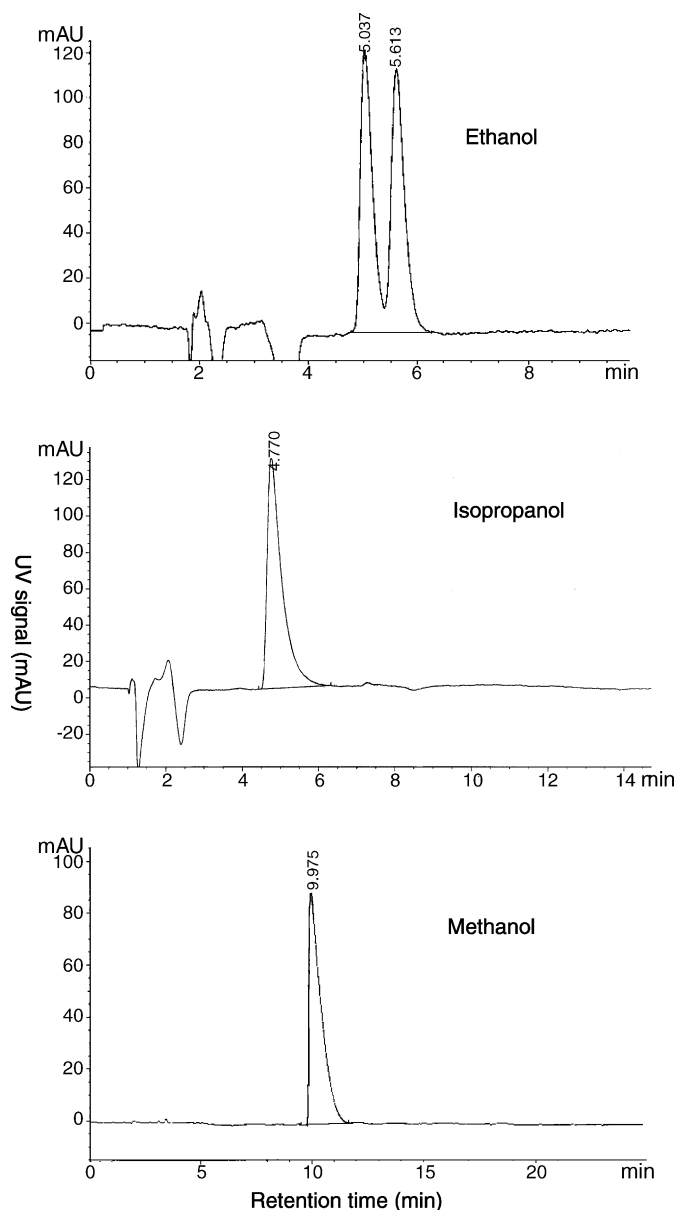 mAU
5.037
5.613
120
100
80
60
40
20
0
Ethanol
0 2 4 6 8 min
mAU
4.770
120
100
80
60
40
20
0
-20
Isopropanol
UV signal (mAU)
0 2 4 6 8 10 12 14 min
mAU
9.975
100
80
60
40
20
0
Methanol
0 5 10 15 20 min
Retention time (min)